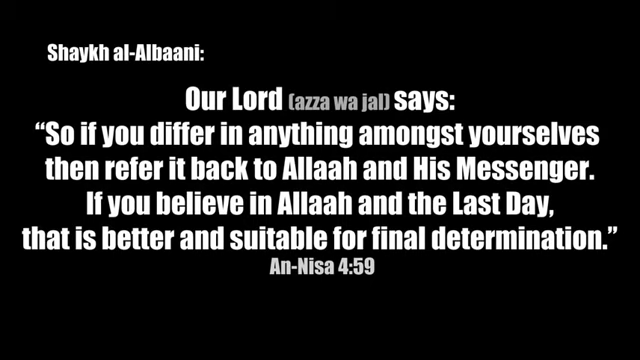 Shaykh al-Albaani:
Our Lord (azza wa jal) says:
“So if you differ in anything amongst yourselves
then refer it back to Allaah and His Messenger.
If you believe in Allaah and the Last Day,
that is better and suitable for final determination.”
An-Nisa 4:59